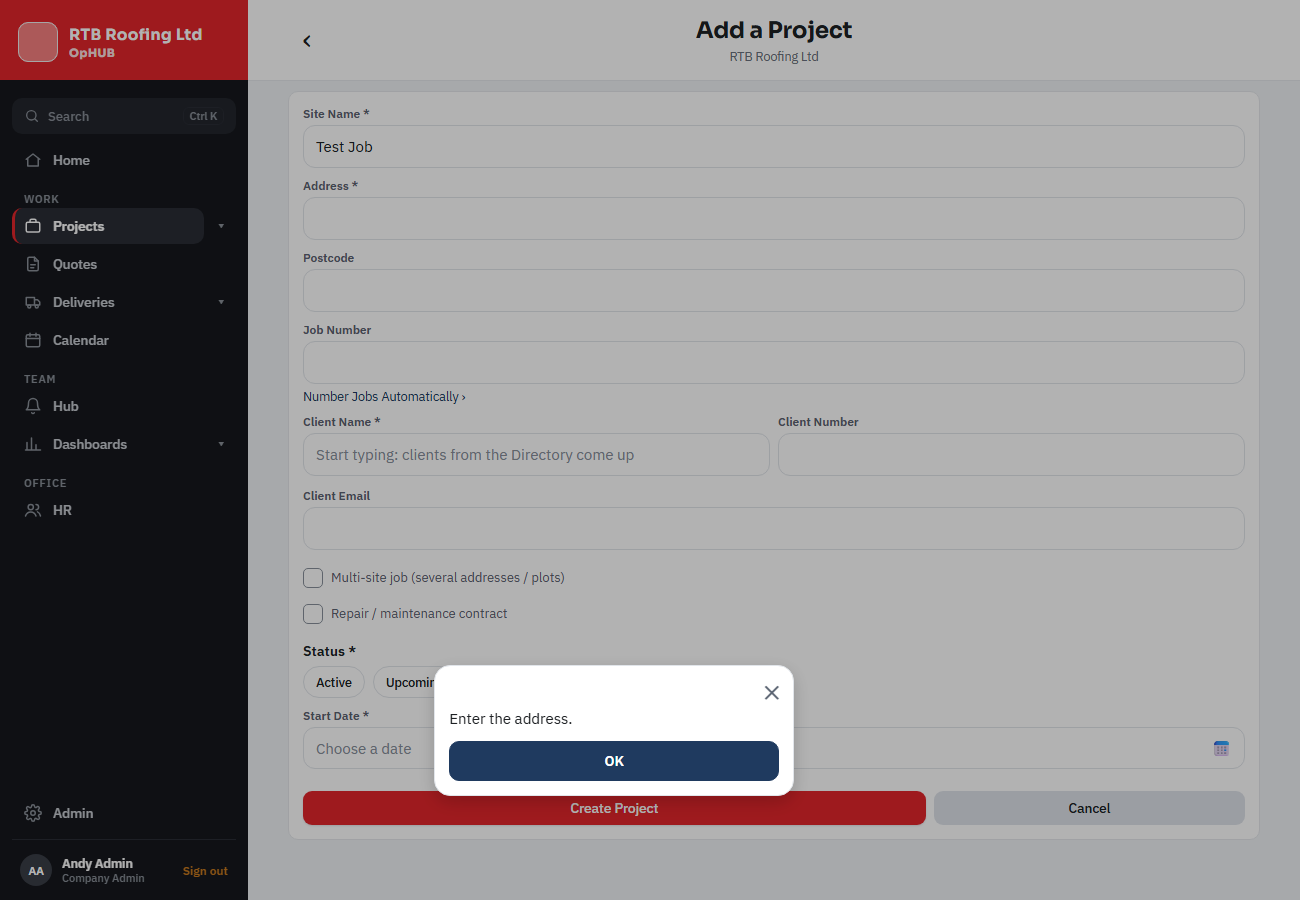 RTB Roofing Ltd
OpHUB
Search
Ctrl K
Home
WORK
Projects
Quotes
Deliveries
Calendar
TEAM
Hub
Dashboards
OFFICE
HR
Admin
AA
Andy Admin
Company Admin
Sign out
Add a Project
RTB Roofing Ltd
Site Name *
Test Job
Address *
Postcode
Job Number
Number Jobs Automatically ›
Client Name *
Client Number
Start typing: clients from the Directory come up
Client Email
Multi-site job (several addresses / plots)
Repair / maintenance contract
Status *
Active
Start Date *
Choose a date
Enter the address.
OK
Create Project
Cancel